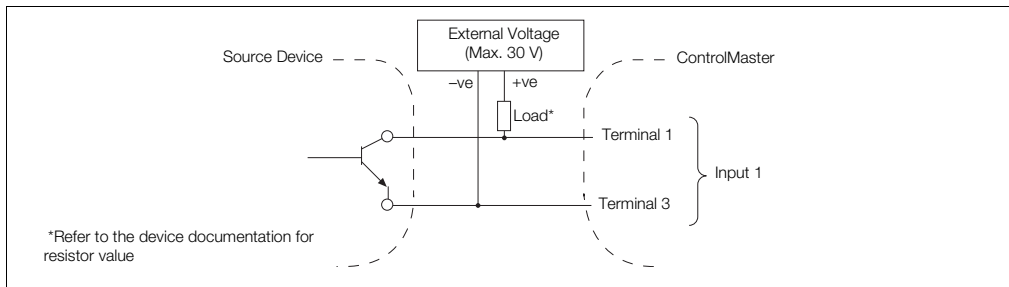 External Voltage
(Max. 30 V)
Source Device
ControlMaster
–ve
+ve
Load*
Terminal 1
Input 1
Terminal 3
*Refer to the device documentation for
resistor value